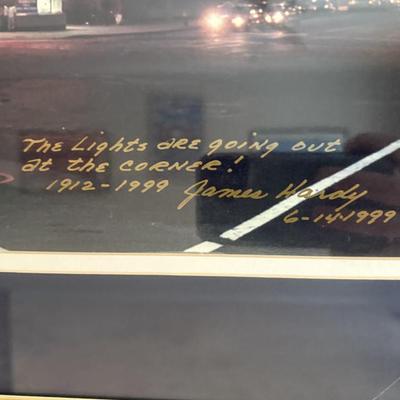 The Lights are going out
at the CORNER!
1912-1999 James Hardy
6-14-1999